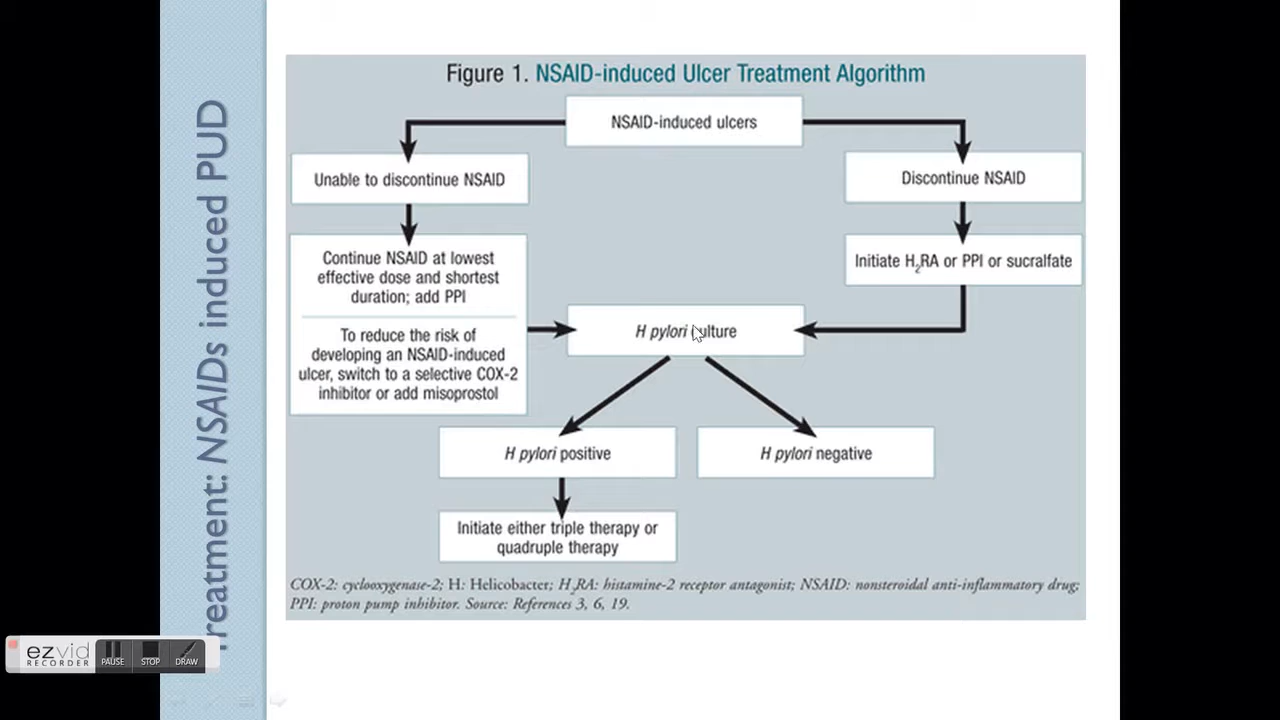 Treatment: NSAIDs induced PUD
Figure 1. NSAID-induced Ulcer Treatment Algorithm
NSAID-induced ulcers
Unable to discontinue NSAID
Discontinue NSAID
Continue NSAID at lowest
effective dose and shortest
duration; add PPI
Initiate H₂RA or PPI or sucralfate
To reduce the risk of
developing an NSAID-induced
ulcer, switch to a selective COX-2
inhibitor or add misoprostol
H pylori culture
H pylori positive
H pylori negative
Initiate either triple therapy or
quadruple therapy
COX-2: cyclooxygenase-2; H: Helicobacter; H₂RA: histamine-2 receptor antagonist; NSAID: nonsteroidal anti-inflammatory drug;
PPI: proton pump inhibitor. Source: References 3, 6, 19.
ezvid
RECORDER
PAUSE
STOP
DRAW